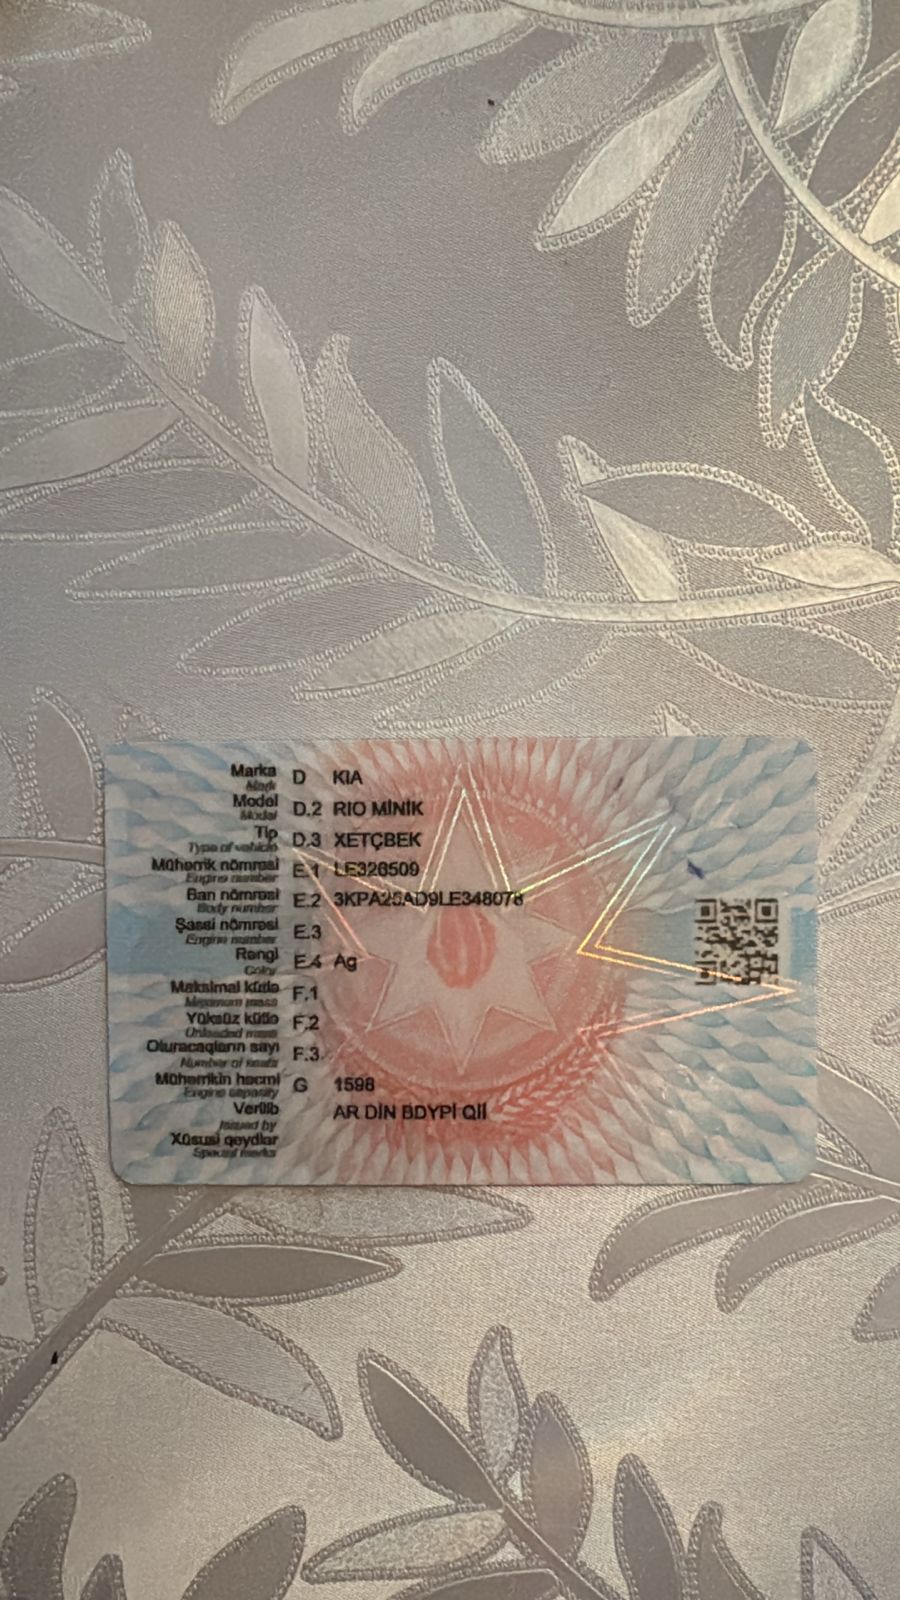 Marka D KIA
Mark
Model D.2 RIO MİNİK
Model
Tip D.3 XETÇBEK
Type of vehicle
Mühərrik nömrəsi E.1 LE326509
Engine number
Ban nömrəsi E.2 3KPA25AD9LE348078
Body number
Şassi nömrəsi E.3
Engine number
Rəngi E.4 Ag
Color
Maksimal kütlə F.1
Maximum mass
Yüksüz kütlə F.2
Unloaded mass
Oturacaqların sayı F.3
Number of seats
Mühərrikin həcmi G 1598
Engine capacity
Verilib AR DİN BDYPİ Qİİ
Issued by
Xüsusi qeydlər
Special marks